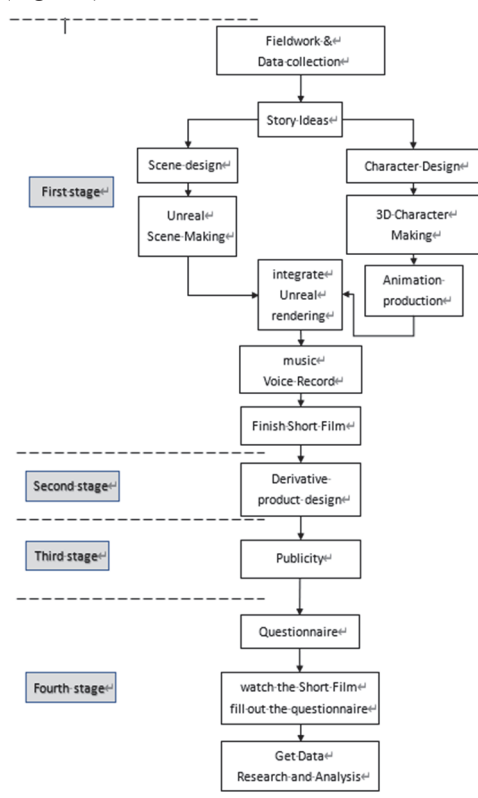 Fieldwork &
Data collection
Story Ideas
Scene design
Character Design
First stage
Unreal
Scene Making
3D Character
Making
integrate
Unreal
rendering
Animation
production
music
Voice Record
Finish Short Film
Second stage
Derivative
product design
Third stage
Publicity
Questionnaire
Fourth stage
watch the Short Film
fill out the questionnaire
Get Data
Research and Analysis